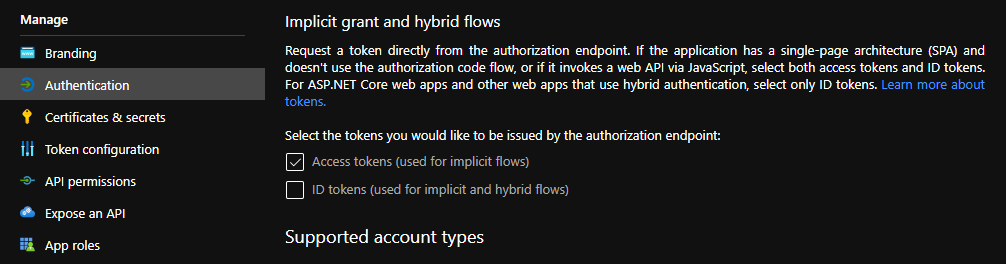 Manage
Branding
Authentication
Certificates & secrets
Token configuration
API permissions
Expose an API
App roles
Implicit grant and hybrid flows
Request a token directly from the authorization endpoint. If the application has a single-page architecture (SPA) and
doesn't use the authorization code flow, or if it invokes a web API via JavaScript, select both access tokens and ID tokens.
For ASP.NET Core web apps and other web apps that use hybrid authentication, select only ID tokens. Learn more about
tokens.
Select the tokens you would like to be issued by the authorization endpoint:
Access tokens (used for implicit flows)
ID tokens (used for implicit and hybrid flows)
Supported account types